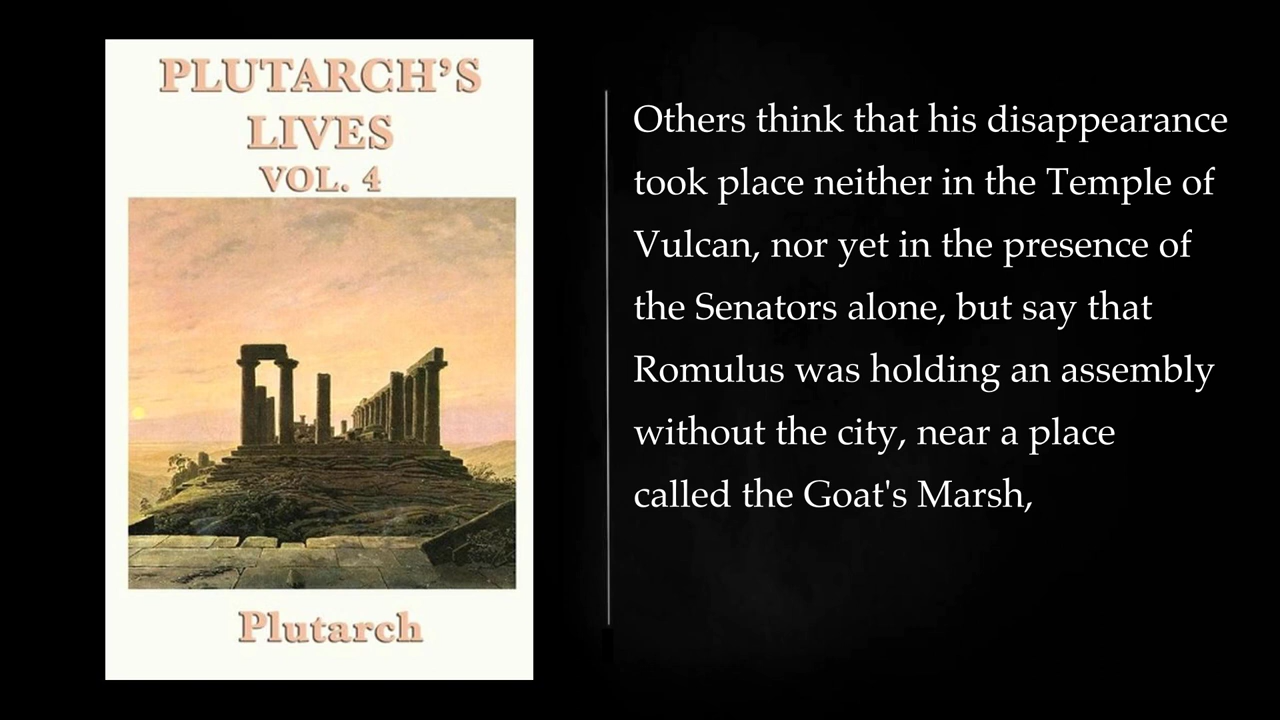 PLUTARCH'S
LIVES
VOL. 4
Plutarch
Others think that his disappearance
took place neither in the Temple of
Vulcan, nor yet in the presence of
the Senators alone, but say that
Romulus was holding an assembly
without the city, near a place
called the Goat's Marsh,